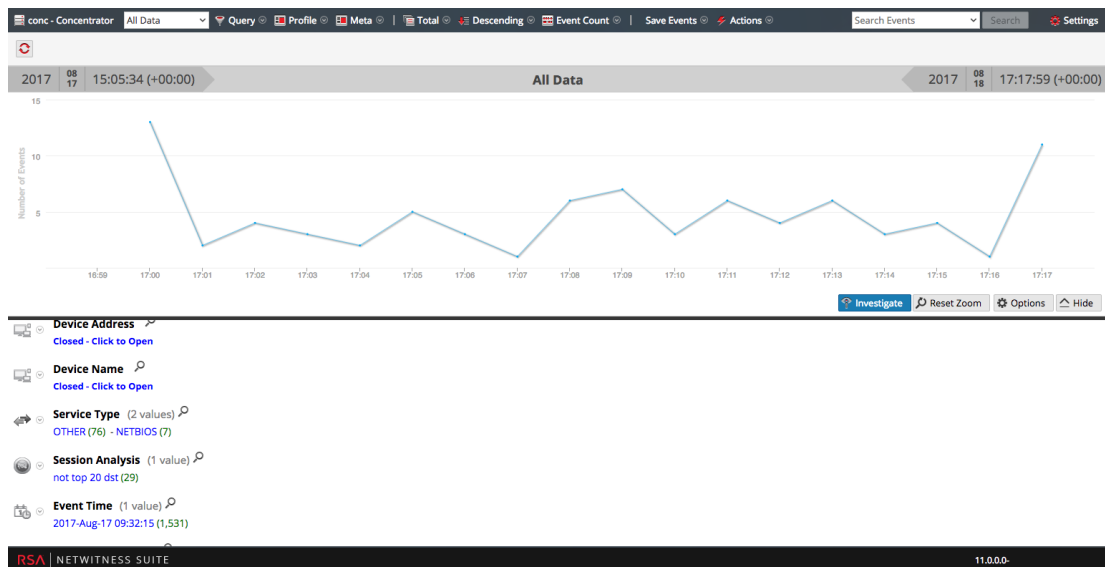 conc - Concentrator All Data Query Profile Meta | Total Descending Event Count | Save Events Actions Search Events Search Settings
2017 08 17 15:05:34 (+00:00) All Data 2017 08 18 17:17:59 (+00:00)
15
10
5
Number of Events
16:59 17:00 17:01 17:02 17:03 17:04 17:05 17:06 17:07 17:08 17:09 17:10 17:11 17:12 17:13 17:14 17:15 17:16 17:17
Investigate Reset Zoom Options Hide
Device Address
Closed - Click to Open
Device Name
Closed - Click to Open
Service Type (2 values)
OTHER (76) - NETBIOS (7)
Session Analysis (1 value)
not top 20 dst (29)
Event Time (1 value)
2017-Aug-17 09:32:15 (1,531)
RSA | NETWITNESS SUITE 11.0.0.0-